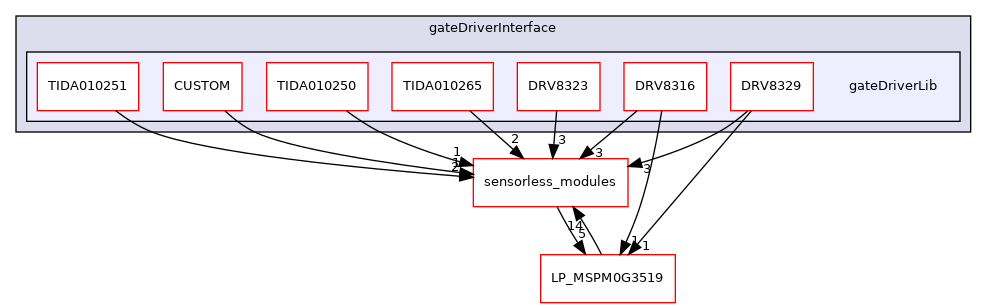 gateDriverInterface
TIDA010251
CUSTOM
TIDA010250
TIDA010265
DRV8323
DRV8316
DRV8329
gateDriverLib
2
3
1
3
1
2
3
sensorless_modules
14
5
1
1
LP_MSPM0G3519